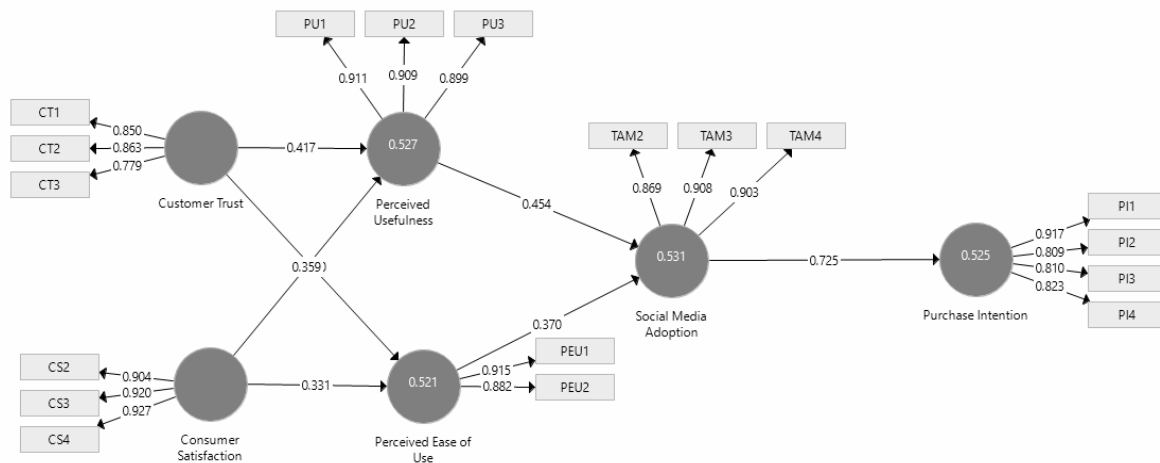 PU1
PU2
PU3
0.911
0.909
0.899
CT1
CT2
CT3
0.850
0.863
0.779
Customer Trust
0.417
0.527
Perceived
Usefulness
TAM2
TAM3
TAM4
0.869
0.908
0.903
0.454
0.531
Social Media
Adoption
0.725
0.525
Purchase Intention
PI1
PI2
PI3
PI4
0.917
0.809
0.810
0.823
0.359
0.370
CS2
CS3
CS4
0.904
0.920
0.927
Consumer
Satisfaction
0.331
0.521
Perceived Ease of
Use
PEU1
PEU2
0.915
0.882